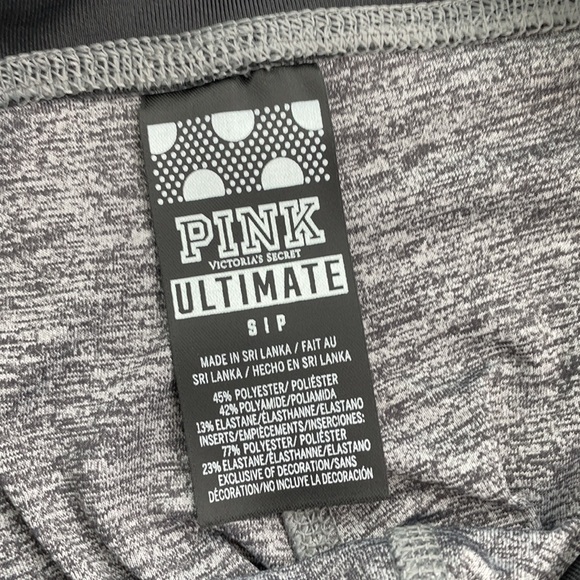 PINK
VICTORIA'S SECRET
ULTIMATE
S | P
MADE IN SRI LANKA / FAIT AU
SRI LANKA / HECHO EN SRI LANKA
45% POLYESTER/ POLIÉSTER
42% POLYAMIDE/POLIAMIDA
13% ELASTANE/ÉLASTHANNE/ELASTANO
INSERTS/EMPIÈCEMENTS/INSERCIONES:
77% POLYESTER/ POLIÉSTER
23% ELASTANE/ÉLASTHANNE/ELASTANO
EXCLUSIVE OF DECORATION/SANS
DÉCORATION/NO INCLUYE LA DECORACIÓN